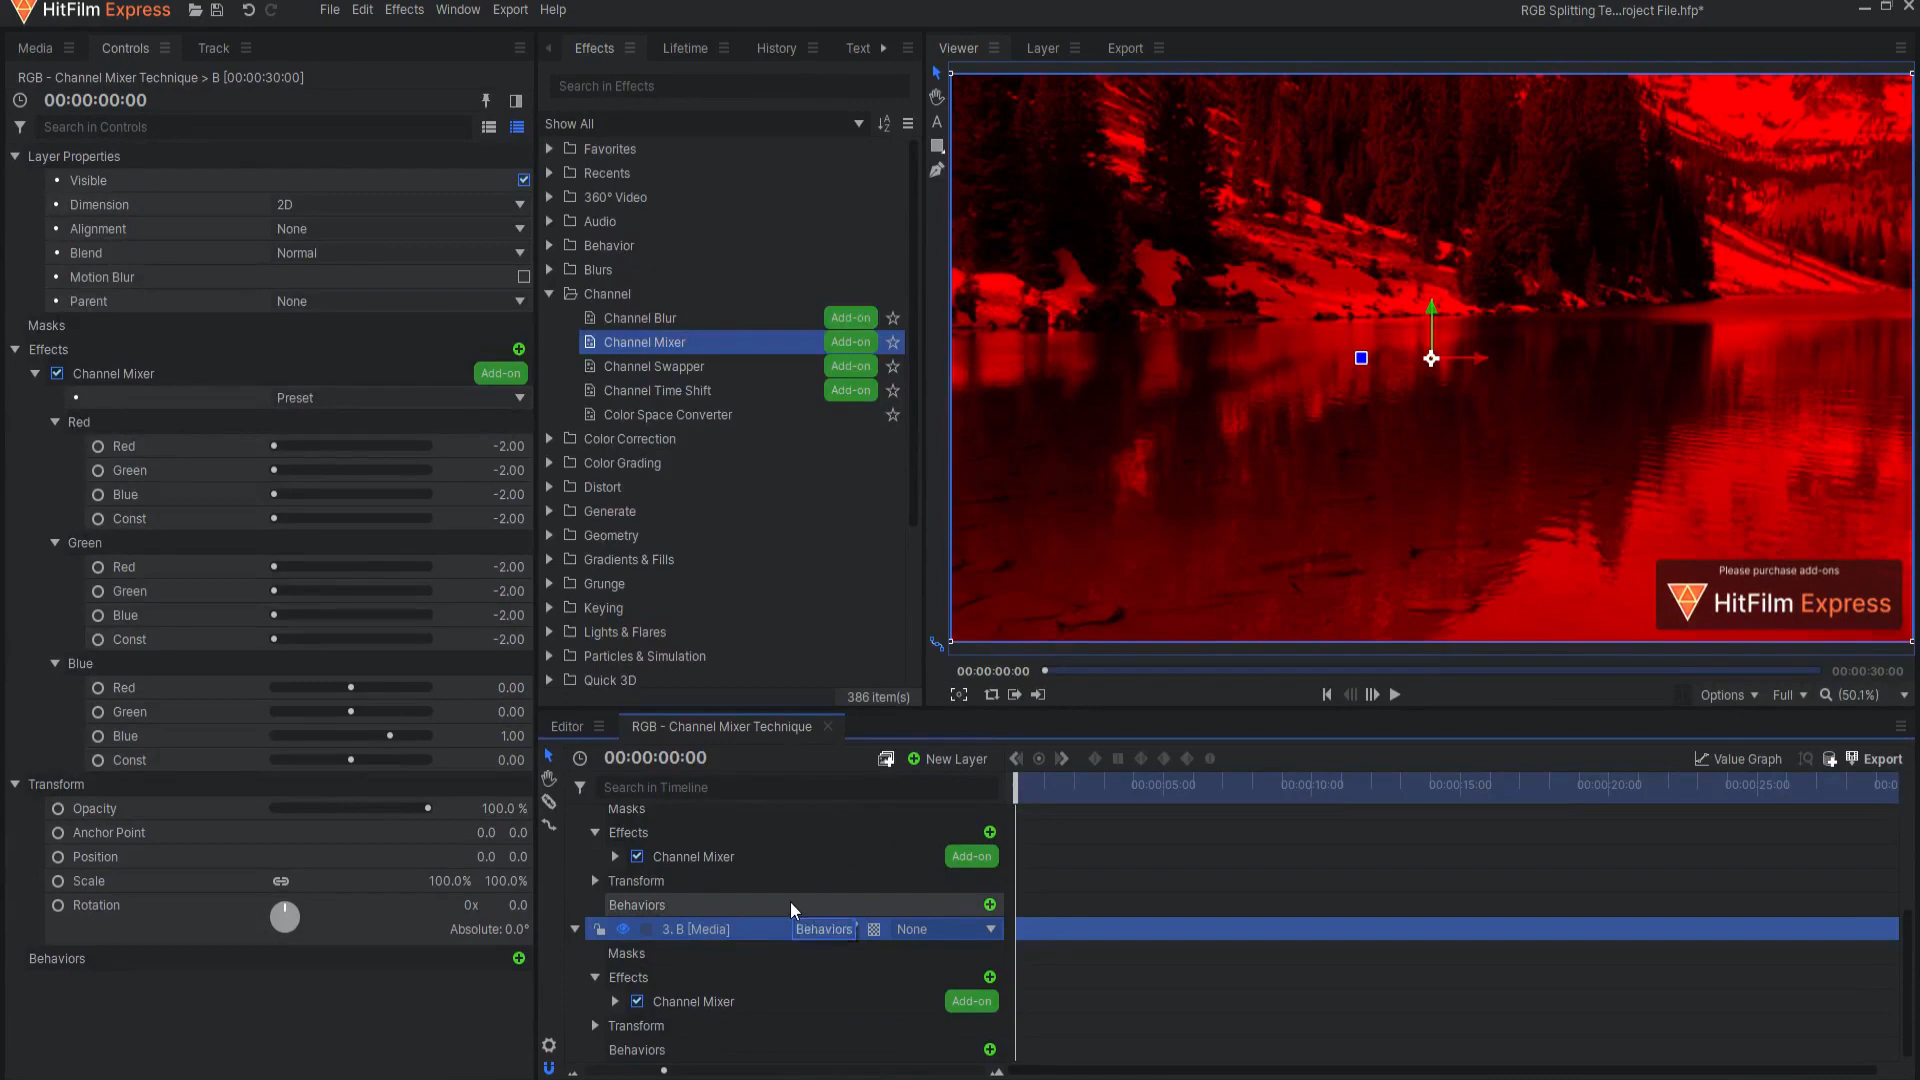 HitFilm Express
File Edit Effects Window Export Help
RGB Splitting Te...roject File.hfp*
Media Controls Track
RGB - Channel Mixer Technique > B [00:00:30:00]
00:00:00:00
Search in Controls
Layer Properties
Visible
Dimension 2D
Alignment None
Blend Normal
Motion Blur
Parent None
Masks
Effects
Channel Mixer Add-on
Preset
Red
Red -2.00
Green -2.00
Blue -2.00
Const -2.00
Green
Red -2.00
Green -2.00
Blue -2.00
Const -2.00
Blue
Red 0.00
Green 0.00
Blue 1.00
Const 0.00
Transform
Opacity 100.0 %
Anchor Point 0.0 0.0
Position 0.0 0.0
Scale 100.0% 100.0%
Rotation 0x 0.0
Absolute: 0.0°
Behaviors
Effects Lifetime History Text
Search in Effects
Show All
Favorites
Recents
360° Video
Audio
Behavior
Blurs
Channel
Channel Blur Add-on
Channel Mixer Add-on
Channel Swapper Add-on
Channel Time Shift Add-on
Color Space Converter
Color Correction
Color Grading
Distort
Generate
Geometry
Gradients & Fills
Grunge
Keying
Lights & Flares
Particles & Simulation
Quick 3D
386 item(s)
Viewer Layer Export
A
Please purchase add-ons
HitFilm Express
00:00:00:00 00:00:30:00
Options Full (50.1%)
Editor RGB - Channel Mixer Technique
00:00:00:00 New Layer Value Graph Export
Search in Timeline
00:00:05:00 00:00:10:00 00:00:15:00 00:00:20:00 00:00:25:00 00:0
Masks
Effects
Channel Mixer Add-on
Transform
Behaviors
3. B [Media] Behaviors None
Masks
Effects
Channel Mixer Add-on
Transform
Behaviors